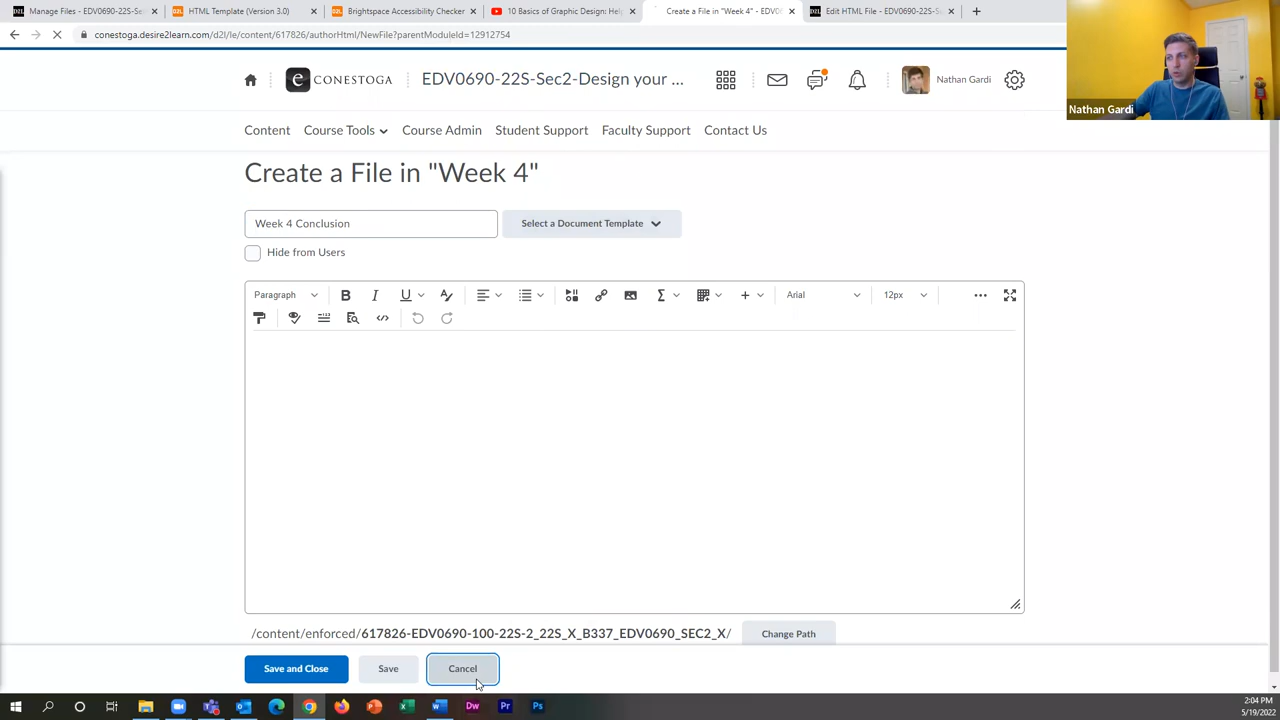 Manage Files - EDV0690-22S-Sec2
HTML Template (Version 3.0)
Brightspace Accessibility Checker
10 Basics of Graphic Design: Hel
Create a File in "Week 4" - EDV0
Edit HTML File - EDV0690-22S-S
conestoga.desire2learn.com/d2l/le/content/617826/authorHtml/NewFile?parentModuleId=12912754
CONESTOGA
EDV0690-22S-Sec2-Design your ...
Nathan Gardi
Nathan Gardi
Content
Course Tools
Course Admin
Student Support
Faculty Support
Contact Us
Create a File in "Week 4"
Week 4 Conclusion
Select a Document Template
Hide from Users
Paragraph
Arial
12px
/content/enforced/617826-EDV0690-100-22S-2_22S_X_B337_EDV0690_SEC2_X/
Change Path
Save and Close
Save
Cancel
2:04 PM
5/19/2022